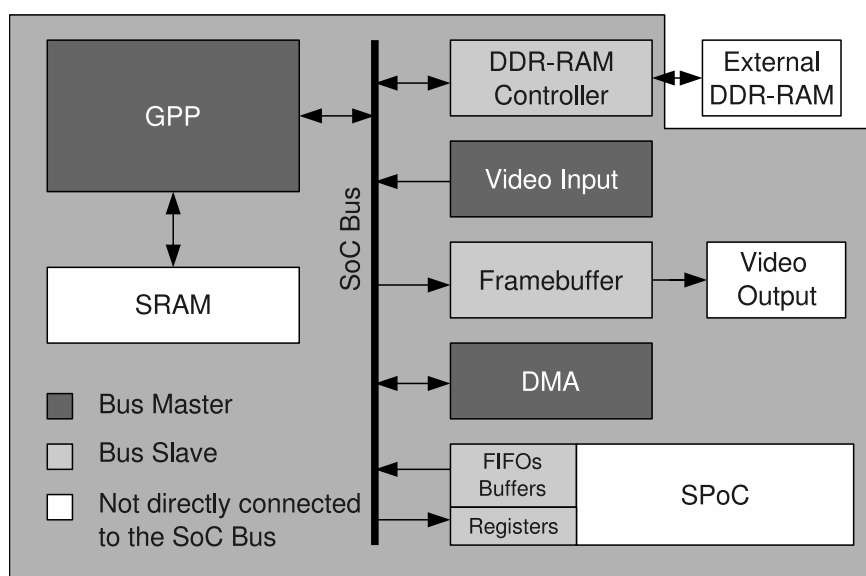 GPP
SRAM
SoC Bus
DDR-RAM
Controller
External
DDR-RAM
Video Input
Framebuffer
Video
Output
DMA
FIFOs
Buffers
Registers
SPoC
Bus Master
Bus Slave
Not directly connected
to the SoC Bus